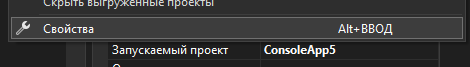 Скрыть выгруженные проекты
Свойства Alt+ВВОД
Запускаемый проект ConsoleApp5